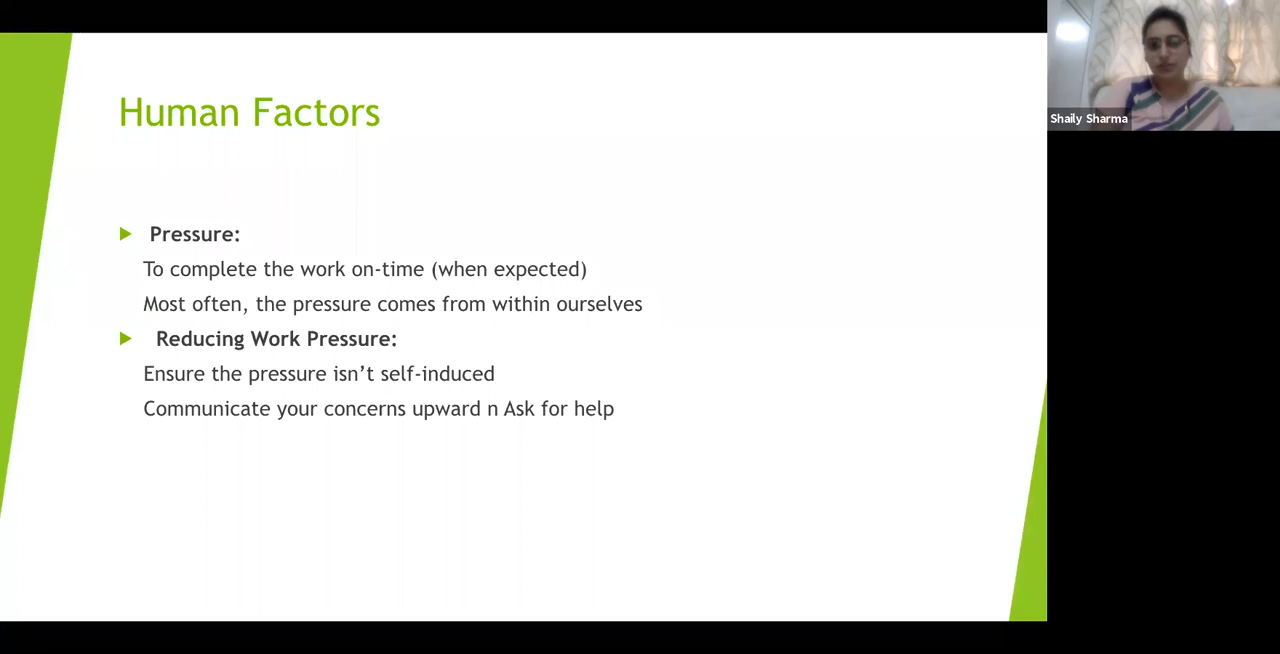 Human Factors
Pressure:
To complete the work on-time (when expected)
Most often, the pressure comes from within ourselves
Reducing Work Pressure:
Ensure the pressure isn’t self-induced
Communicate your concerns upward n Ask for help
Shaily Sharma